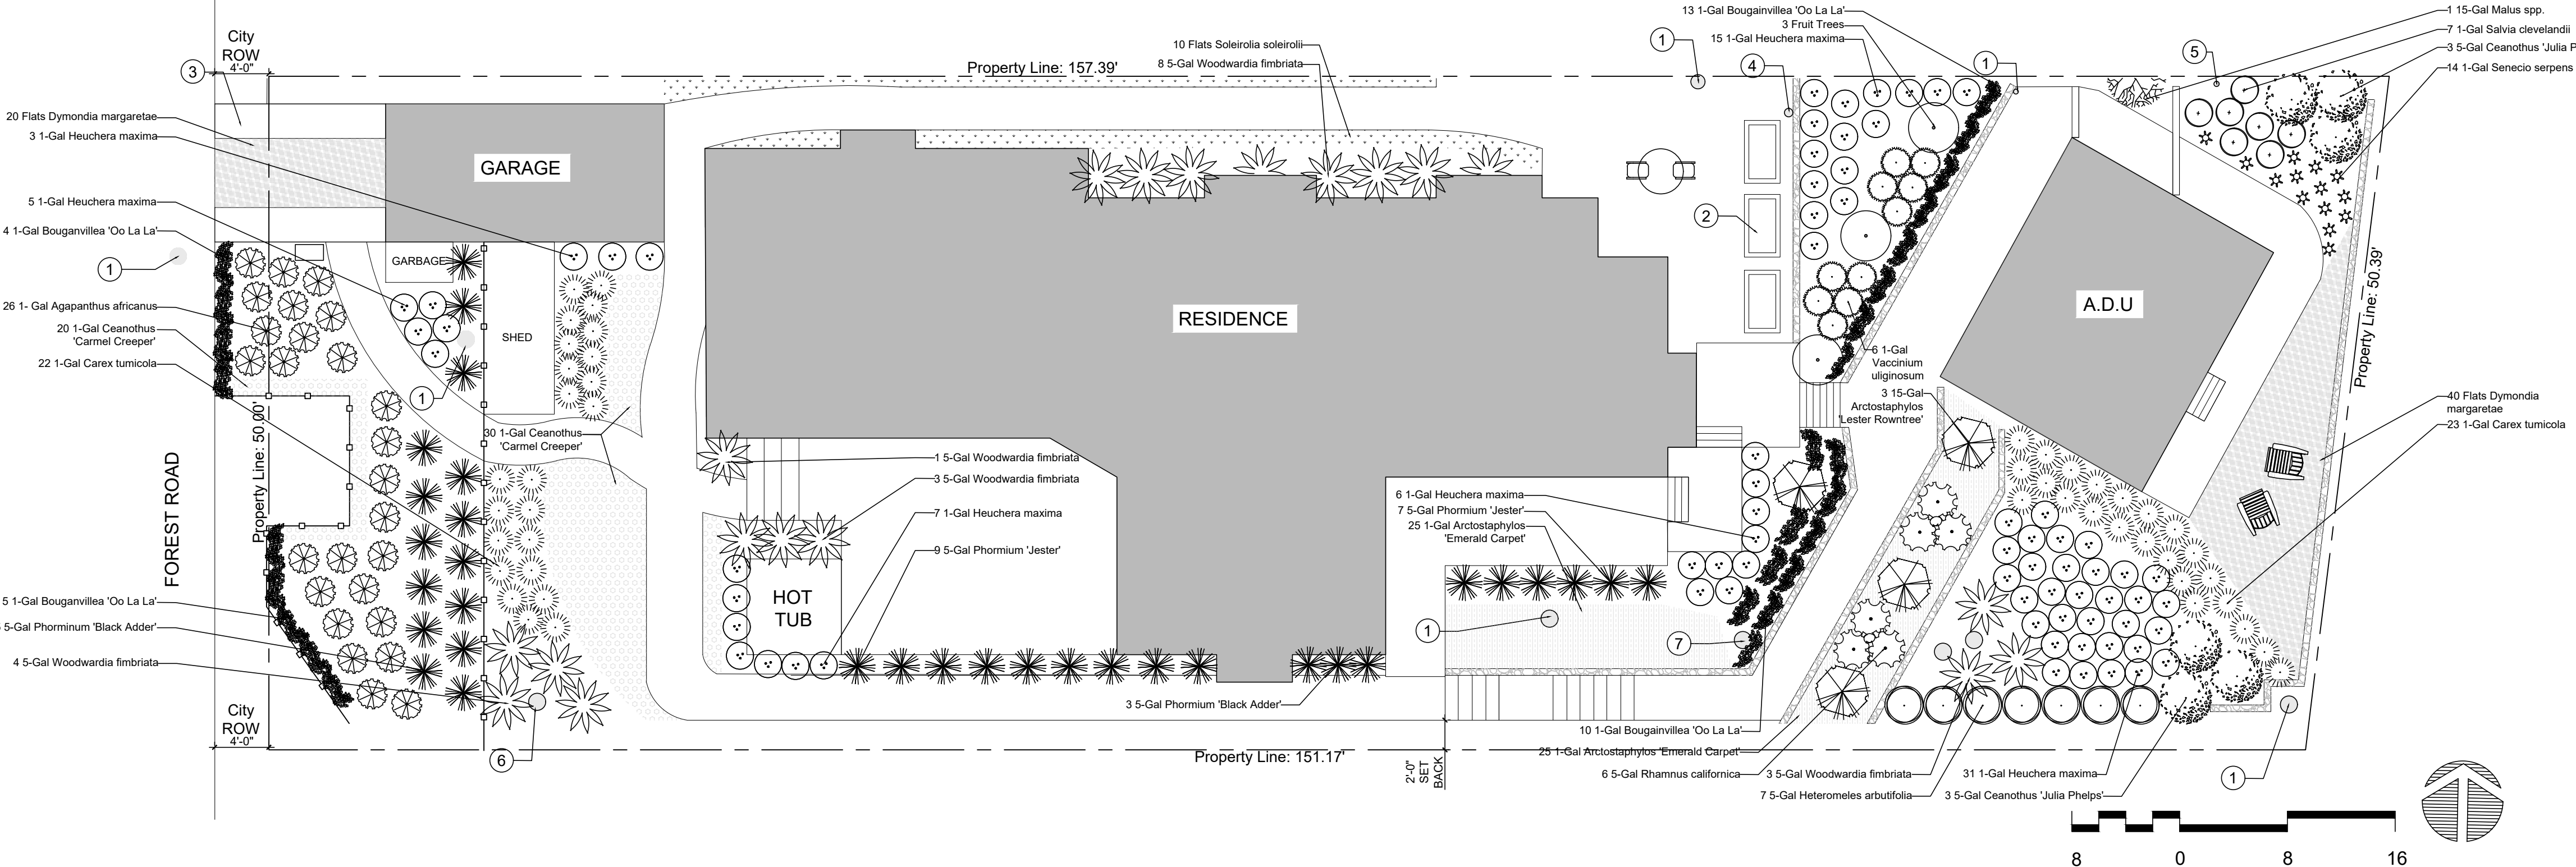 City
ROW
4'-0"
3
20 Flats Dymondia margaretae
3 1-Gal Heuchera maxima
5 1-Gal Heuchera maxima
4 1-Gal Bouganvillea 'Oo La La'
1
26 1- Gal Agapanthus africanus
20 1-Gal Ceanothus
'Carmel Creeper'
22 1-Gal Carex tumicola
FOREST ROAD
Property Line: 50.00'
5 1-Gal Bouganvillea 'Oo La La'
5-Gal Phorminum 'Black Adder'
4 5-Gal Woodwardia fimbriata
City
ROW
4'-0"
GARAGE
GARBAGE
SHED
1
30 1-Gal Ceanothus
'Carmel Creeper'
6
Property Line: 157.39'
10 Flats Soleirolia soleirolii
8 5-Gal Woodwardia fimbriata
RESIDENCE
1 5-Gal Woodwardia fimbriata
3 5-Gal Woodwardia fimbriata
7 1-Gal Heuchera maxima
9 5-Gal Phormium 'Jester'
HOT
TUB
3 5-Gal Phormium 'Black Adder'
Property Line: 151.17'
2'-0"
SET
BACK
6 1-Gal Heuchera maxima
7 5-Gal Phormium 'Jester'
25 1-Gal Arctostaphylos
'Emerald Carpet'
1
7
13 1-Gal Bougainvillea 'Oo La La'
3 Fruit Trees
15 1-Gal Heuchera maxima
1
4
2
1
5
1 15-Gal Malus spp.
7 1-Gal Salvia clevelandii
3 5-Gal Ceanothus 'Julia P
14 1-Gal Senecio serpens
6 1-Gal
Vaccinium
uliginosum
3 15-Gal
Arctostaphylos
'Lester Rowntree'
A.D.U
Property Line: 50.39'
40 Flats Dymondia
margaretae
23 1-Gal Carex tumicola
10 1-Gal Bougainvillea 'Oo La La'
25 1-Gal Arctostaphylos 'Emerald Carpet'
6 5-Gal Rhamnus californica
3 5-Gal Woodwardia fimbriata
7 5-Gal Heteromeles arbutifolia
31 1-Gal Heuchera maxima
3 5-Gal Ceanothus 'Julia Phelps'
1
8 0 8 16